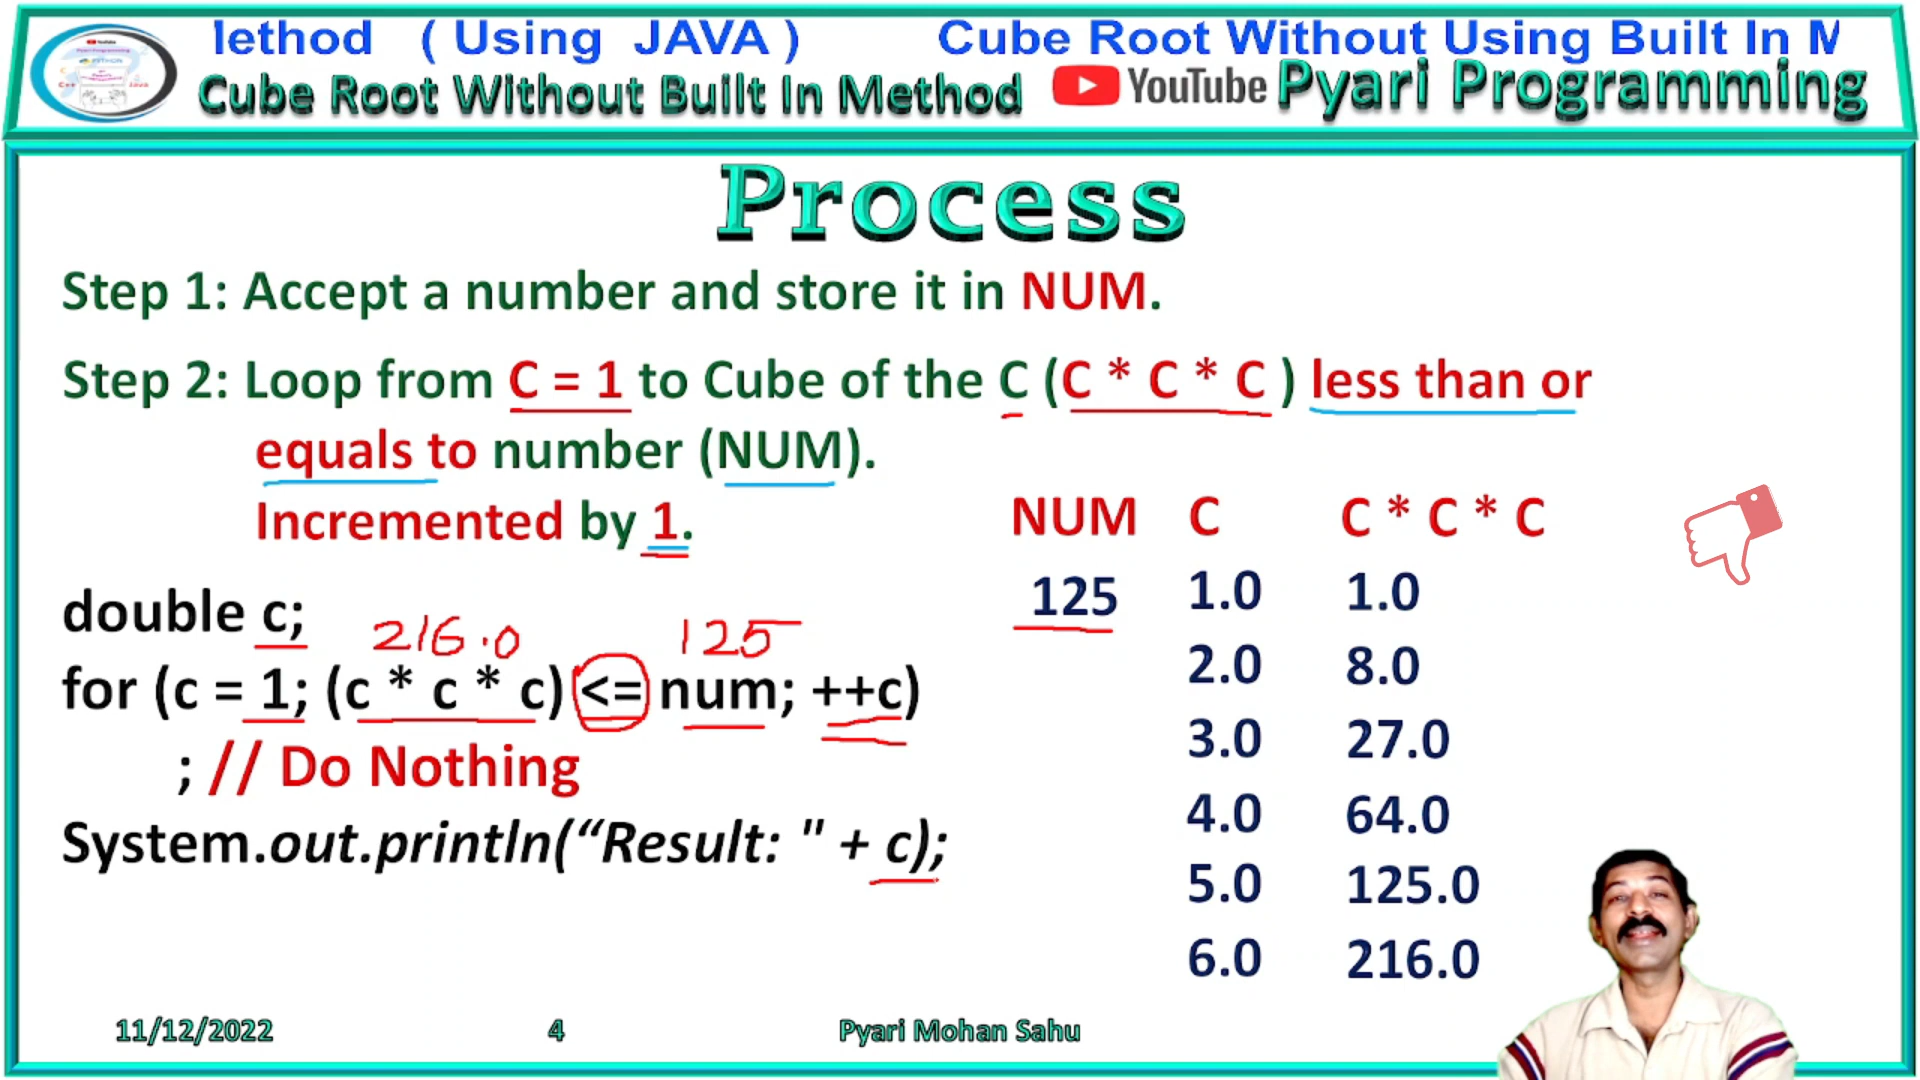 lethod ( Using JAVA ) Cube Root Without Using Built In M
Cube Root Without Built In Method YouTube Pyari Programming
Process
Step 1: Accept a number and store it in NUM.
Step 2: Loop from C = 1 to Cube of the C (C * C * C ) less than or
equals to number (NUM).
Incremented by 1.
NUM C C * C * C
125 1.0 1.0
2.0 8.0
3.0 27.0
4.0 64.0
5.0 125.0
6.0 216.0
double c;
216.0 125
for (c = 1; (c * c * c) <= num; ++c)
; // Do Nothing
System.out.println(“Result: " + c);
11/12/2022 4 Pyari Mohan Sahu